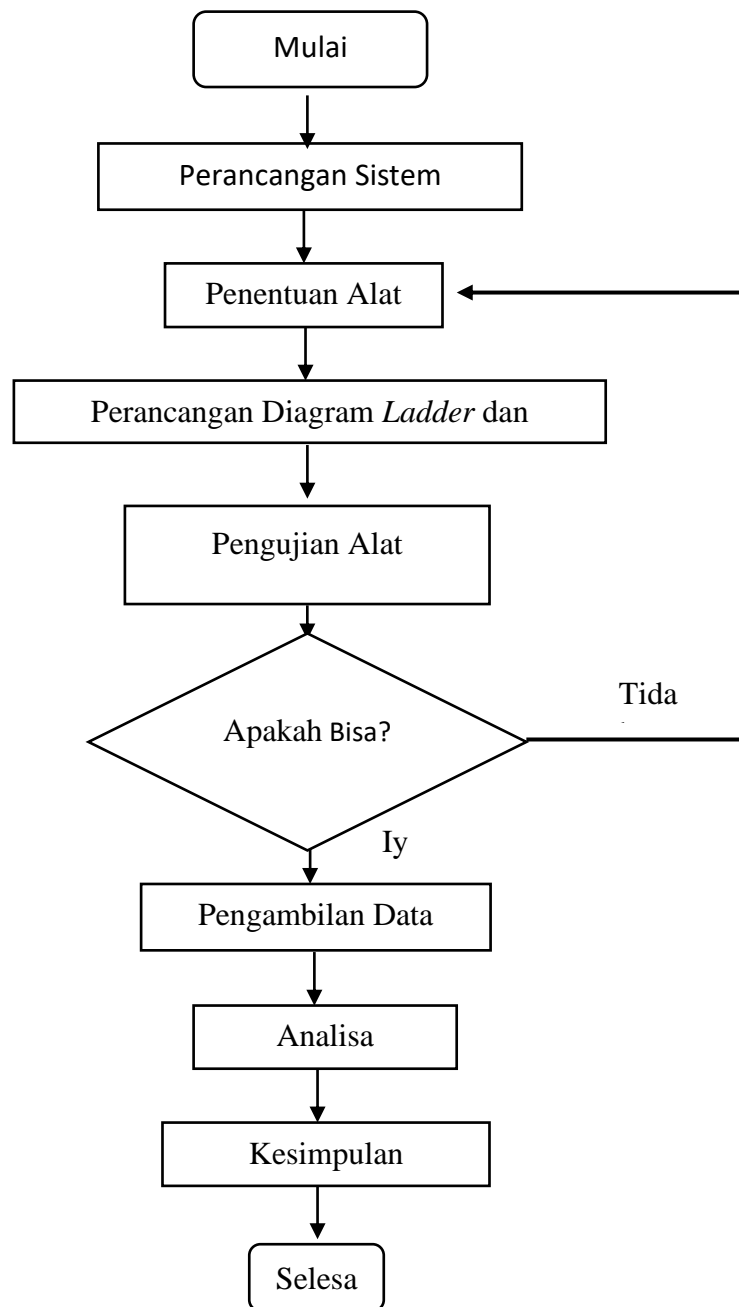 Mulai
Perancangan Sistem
Penentuan Alat
Perancangan Diagram Ladder dan
Pengujian Alat
Apakah Bisa?
Tida
Iy
Pengambilan Data
Analisa
Kesimpulan
Selesa